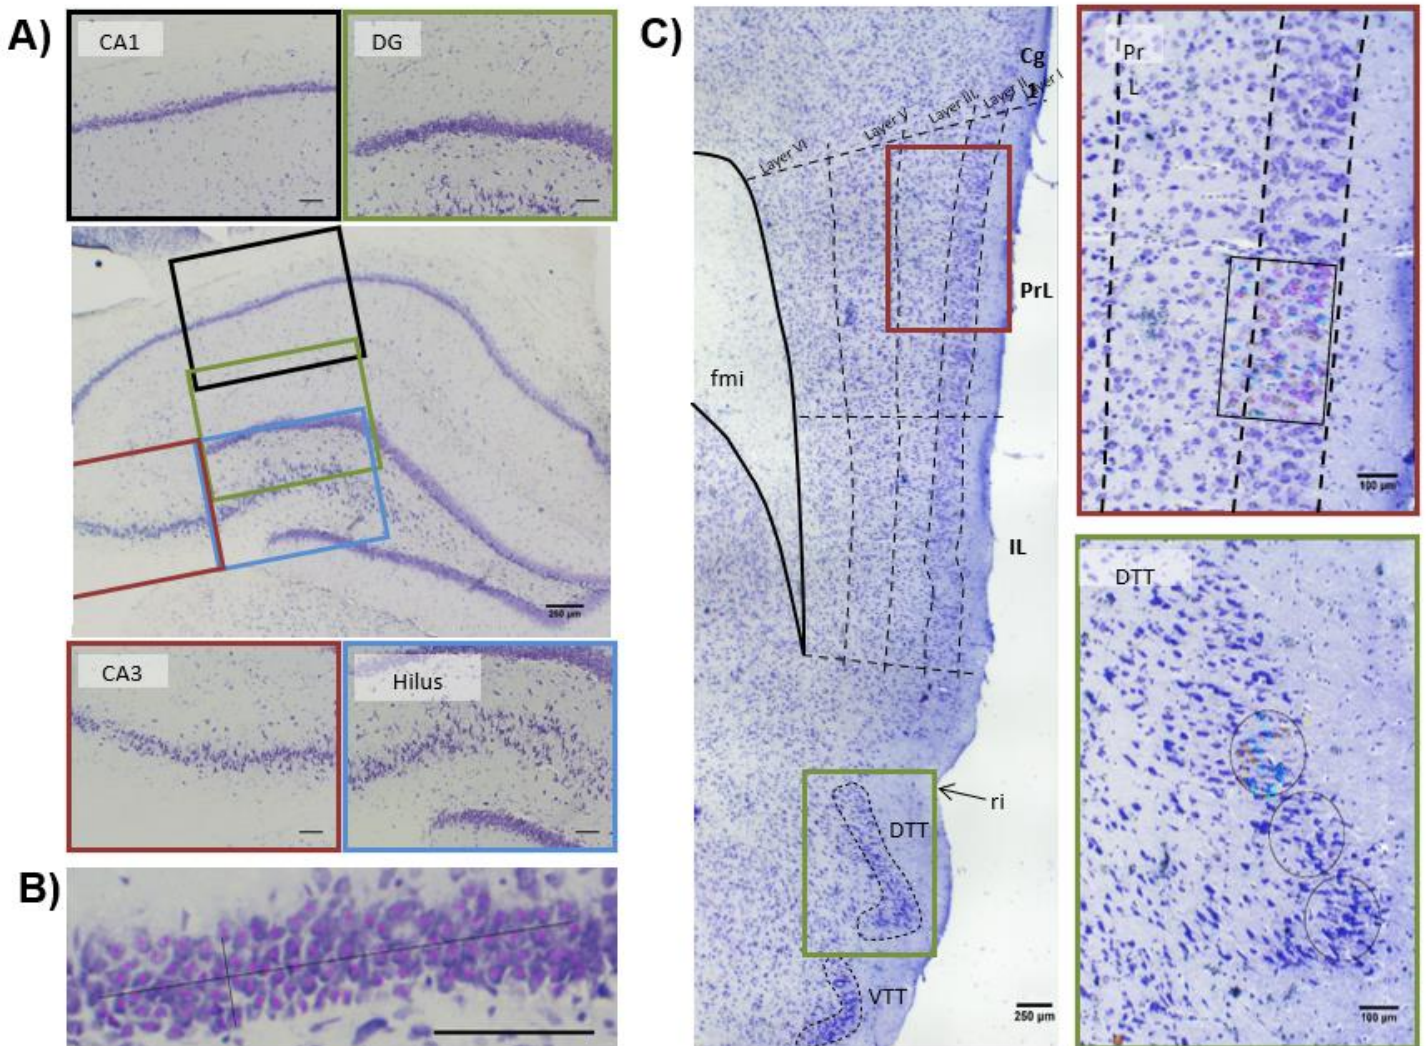 A)
CA1
DG
250 µm
CA3
Hilus
B)
C)
Cg
1
Layer I
Layer II
Layer III
Layer V
Layer VI
PrL
fmi
IL
ri
DTT
VTT
250 µm
Pr
L
100 µm
DTT
100 µm